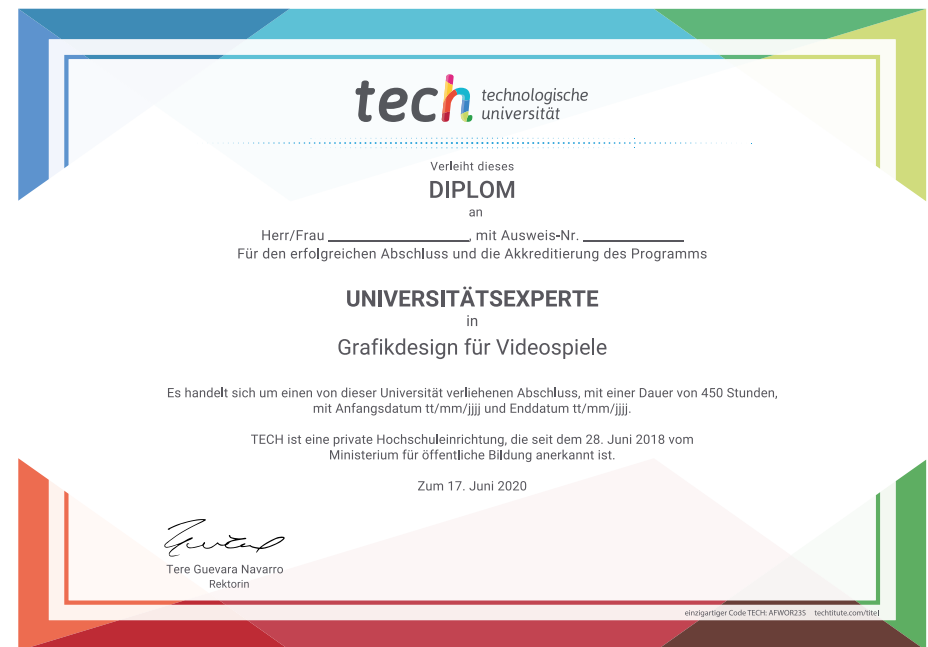 tech technologische
universität
Verleiht dieses
DIPLOM
an
Herr/Frau ____________, mit Ausweis-Nr. ____________
Für den erfolgreichen Abschluss und die Akkreditierung des Programms
UNIVERSITÄTSEXPERTE
in
Grafikdesign für Videospiele
Es handelt sich um einen von dieser Universität verliehenen Abschluss, mit einer Dauer von 450 Stunden,
mit Anfangsdatum tt/mm/jjjj und Enddatum tt/mm/jjjj.
TECH ist eine private Hochschuleinrichtung, die seit dem 28. Juni 2018 vom
Ministerium für öffentliche Bildung anerkannt ist.
Zum 17. Juni 2020
Tere Guevara Navarro
Rektorin
einzigartiger Code TECH: AFWOR23S techtitute.com/titel